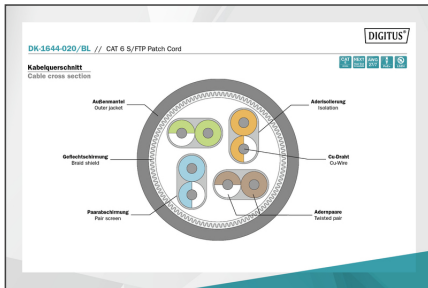 DIGITUS®
DK-1644-020/BL // CAT 6 S/FTP Patch Cord
Kabelquerschnitt
Cable cross section
Außenmantel
Outer jacket
Aderisolierung
Isolation
Geflechtschirmung
Braid shield
Cu-Draht
Cu-Wire
Paarabschirmung
Pair screen
Adernpaare
Twisted pair